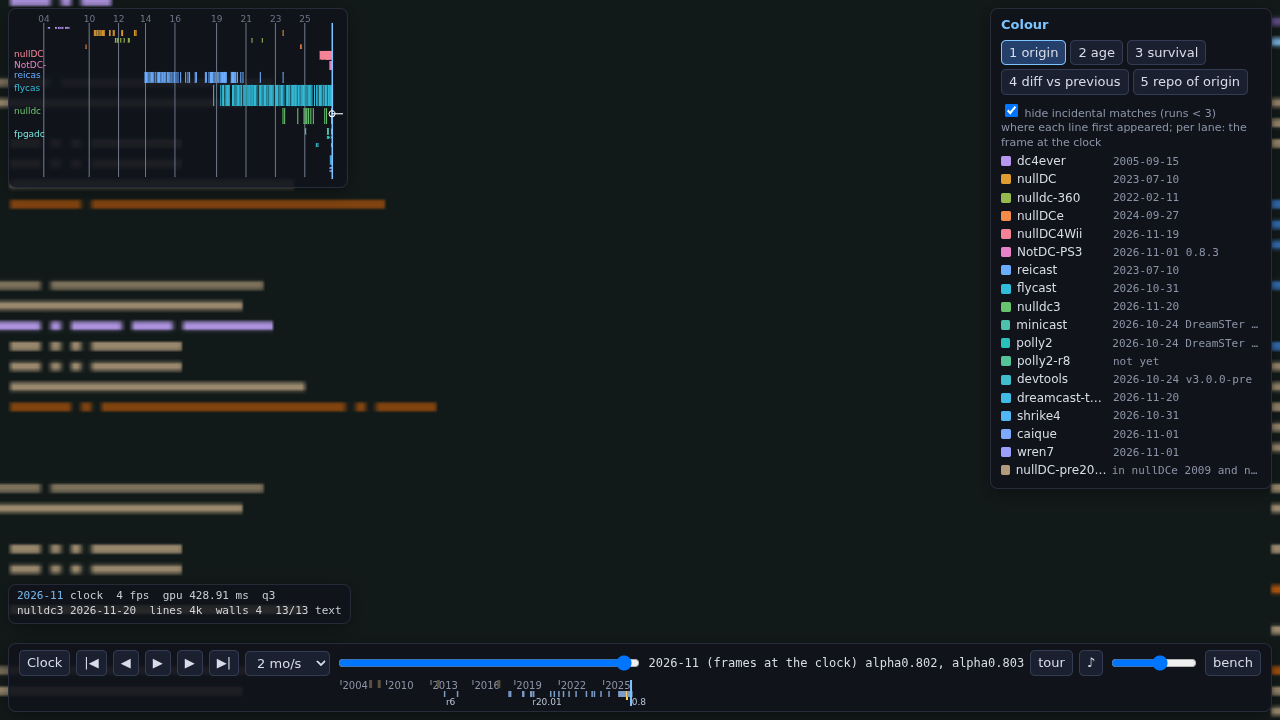 04 10 12 14 16 19 21 23 25
nullDC
NotDC-
reicas
flycas
nulldc
fpgadc
Colour
1 origin 2 age 3 survival
4 diff vs previous 5 repo of origin
hide incidental matches (runs < 3)
where each line first appeared; per lane: the
frame at the clock
dc4ever 2005-09-15
nullDC 2023-07-10
nulldc-360 2022-02-11
nullDCe 2024-09-27
nullDC4Wii 2026-11-19
NotDC-PS3 2026-11-01 0.8.3
reicast 2023-07-10
flycast 2026-10-31
nulldc3 2026-11-20
minicast 2026-10-24 DreamSTer …
polly2 2026-10-24 DreamSTer …
polly2-r8 not yet
devtools 2026-10-24 v3.0.0-pre
dreamcast-t… 2026-11-20
shrike4 2026-10-31
caique 2026-11-01
wren7 2026-11-01
nullDC-pre20… in nullDCe 2009 and n…
2026-11 clock 4 fps gpu 428.91 ms q3
nulldc3 2026-11-20 lines 4k walls 4 13/13 text
Clock |◀ ◀ ▶ ▶ ▶| 2 mo/s 2026-11 (frames at the clock) alpha0.802, alpha0.803 tour ♪ bench
2004 2010 2013 2016 2019 2022 2025
r6 r20.01 0.8